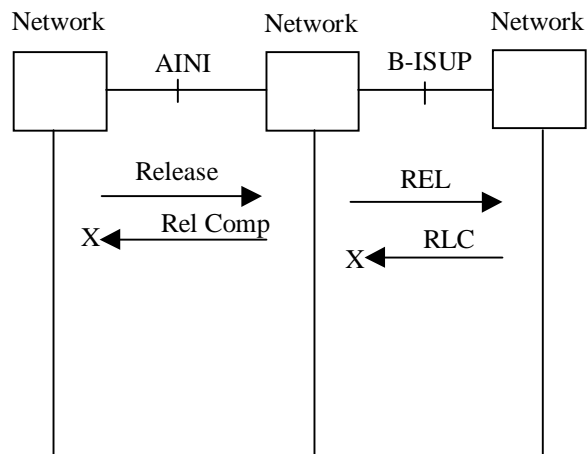 Network Network Network
AINI B-ISUP
Release REL
X Rel Comp
X RLC